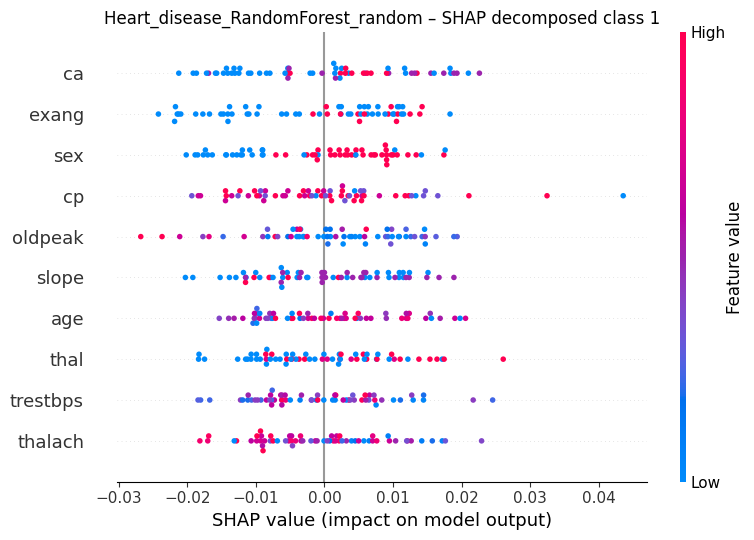 Heart_disease_RandomForest_random – SHAP decomposed class 1
High
ca
exang
sex
cp
oldpeak
slope
age
thal
trestbps
thalach
Feature value
Low
−0.03 −0.02 −0.01 0.00 0.01 0.02 0.03 0.04
SHAP value (impact on model output)